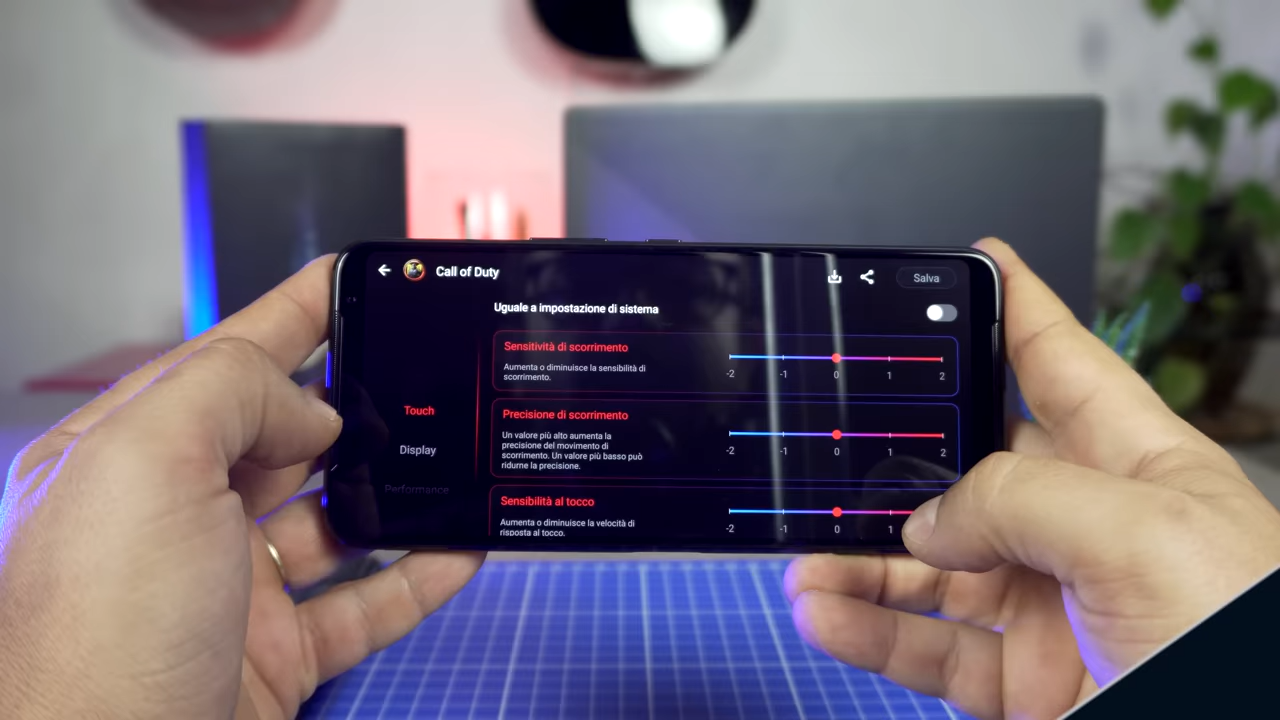 Call of Duty
Salva
Uguale a impostazione di sistema
Sensitività di scorrimento
Aumenta o diminuisce la sensibilità di
scorrimento.
-2 -1 0 1 2
Touch
Precisione di scorrimento
Un valore più alto aumenta la
precisione del movimento di
scorrimento. Un valore più basso può
ridurne la precisione.
-2 -1 0 1 2
Display
Performance
Sensibilità al tocco
Aumenta o diminuisce la velocità di
risposta al tocco.
-2 -1 0 1